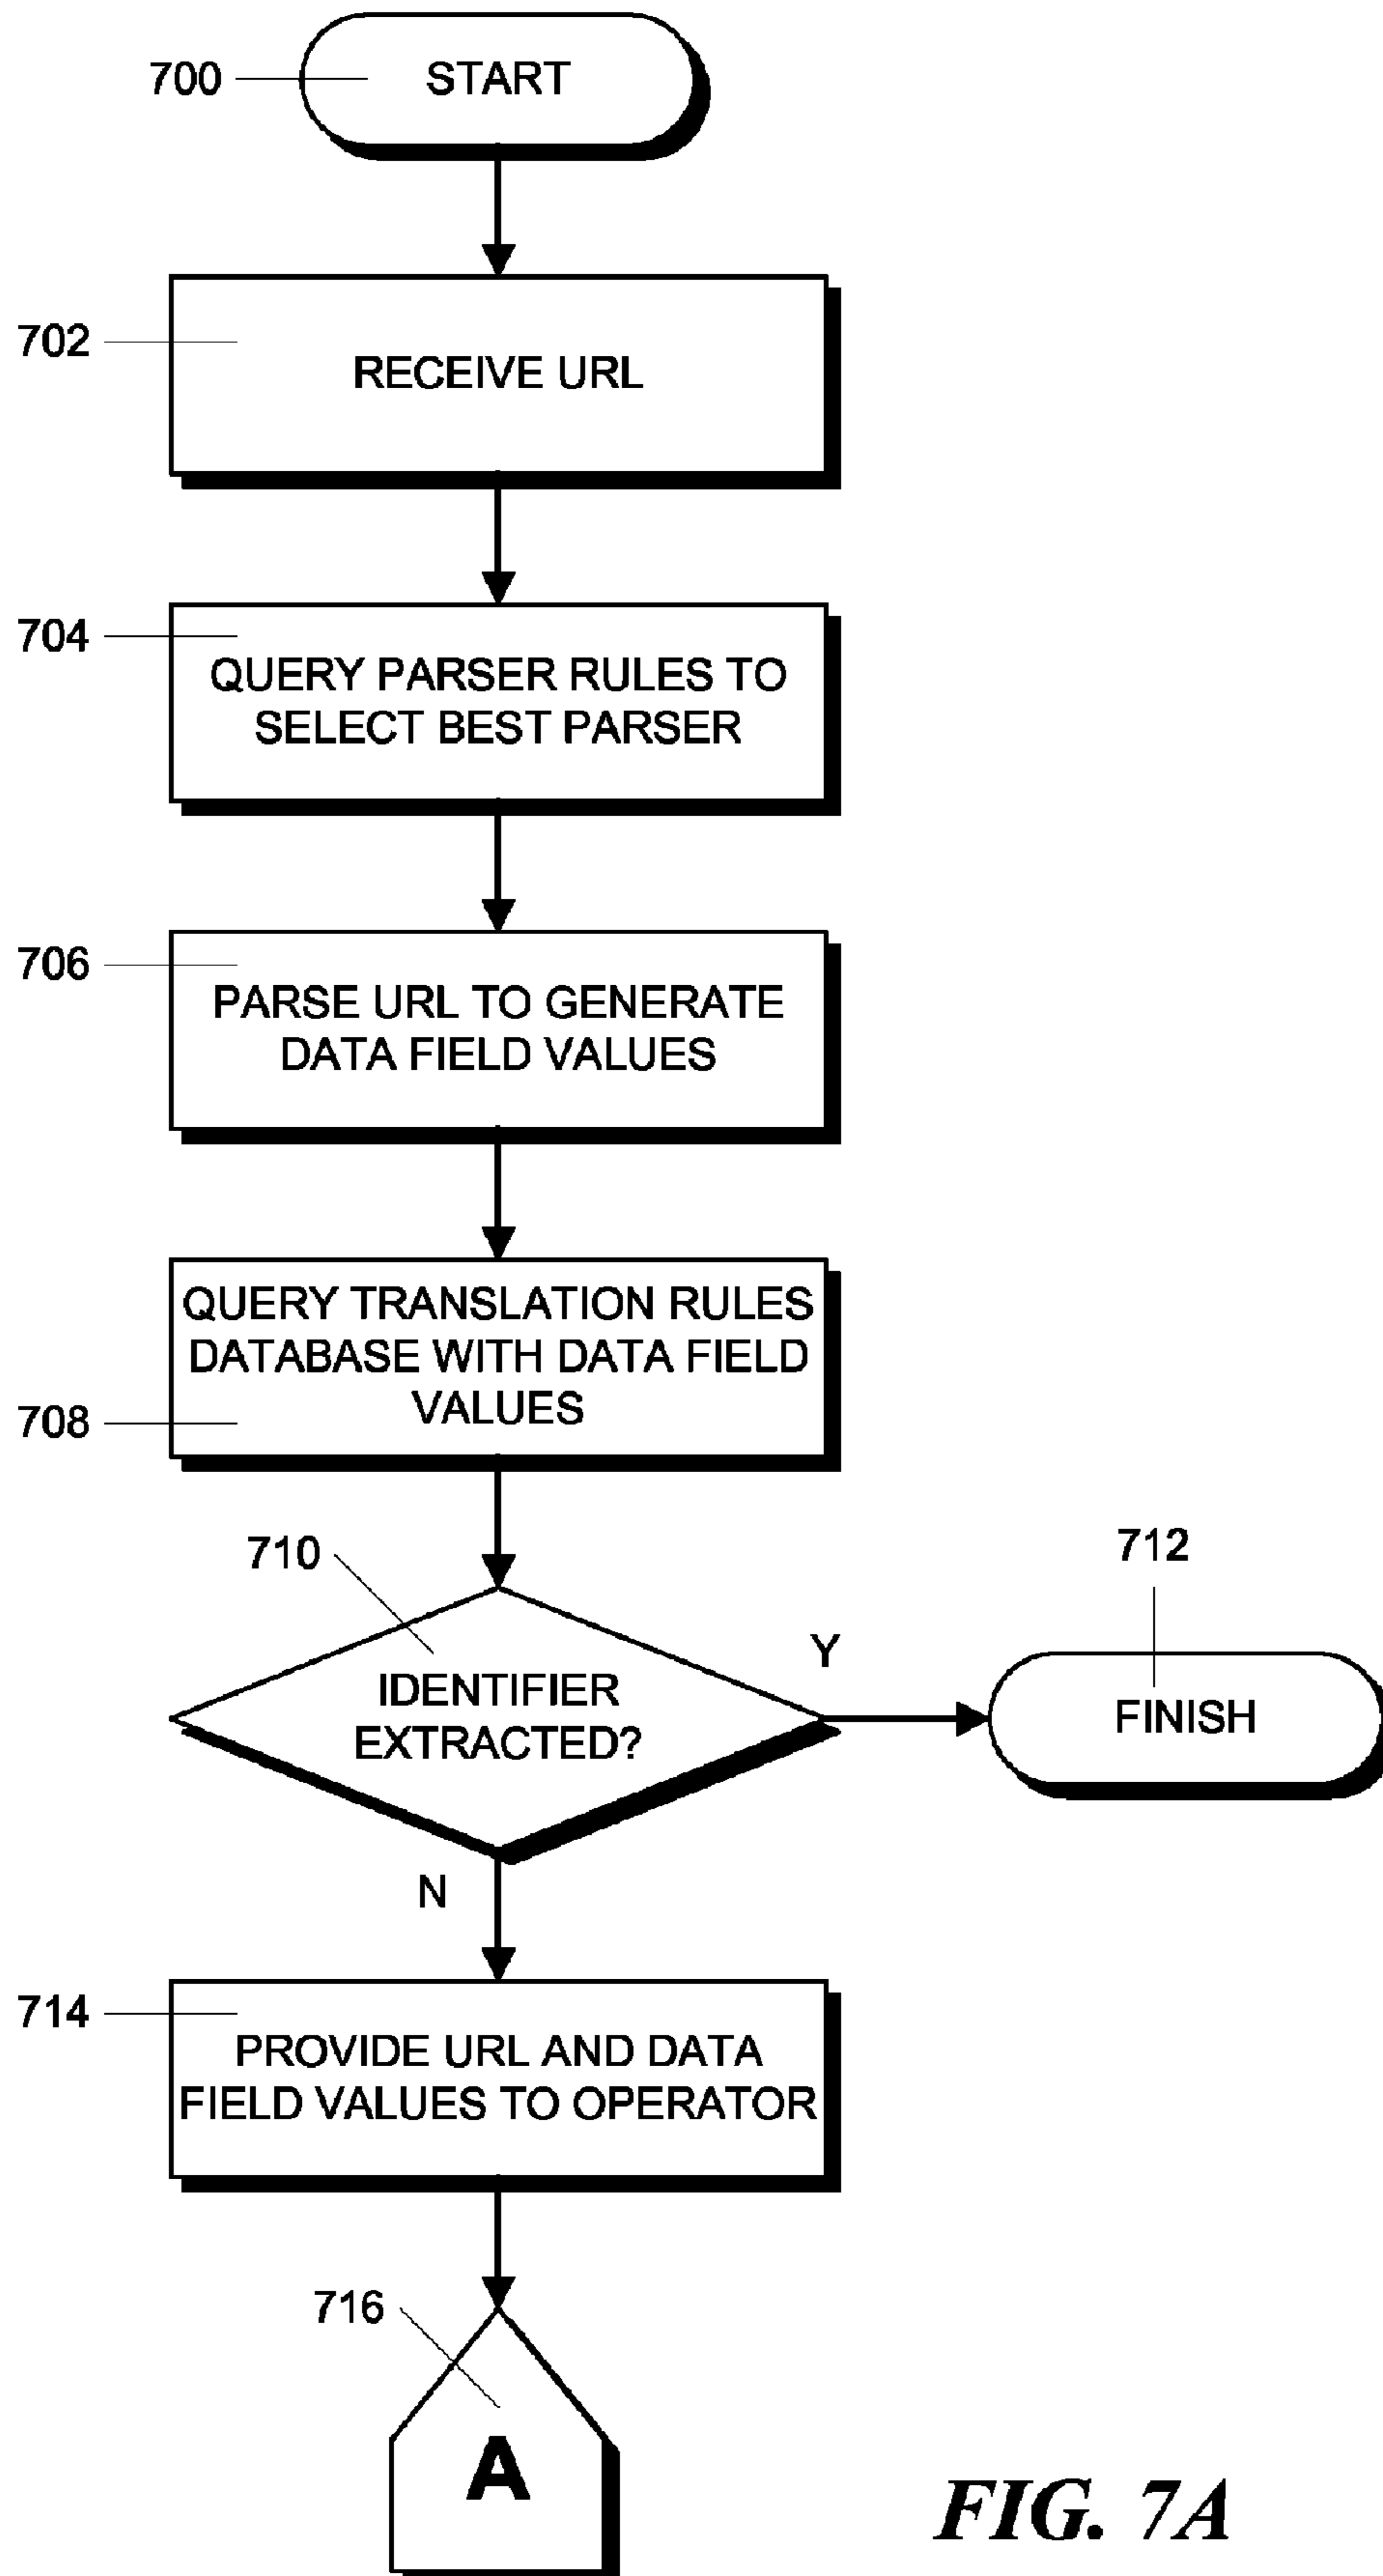 700
START
702
RECEIVE URL
704
QUERY PARSER RULES TO
SELECT BEST PARSER
706
PARSE URL TO GENERATE
DATA FIELD VALUES
QUERY TRANSLATION RULES
DATABASE WITH DATA FIELD
VALUES
708
710
IDENTIFIER
EXTRACTED?
Y
712
FINISH
N
714
PROVIDE URL AND DATA
FIELD VALUES TO OPERATOR
716
A
FIG. 7A